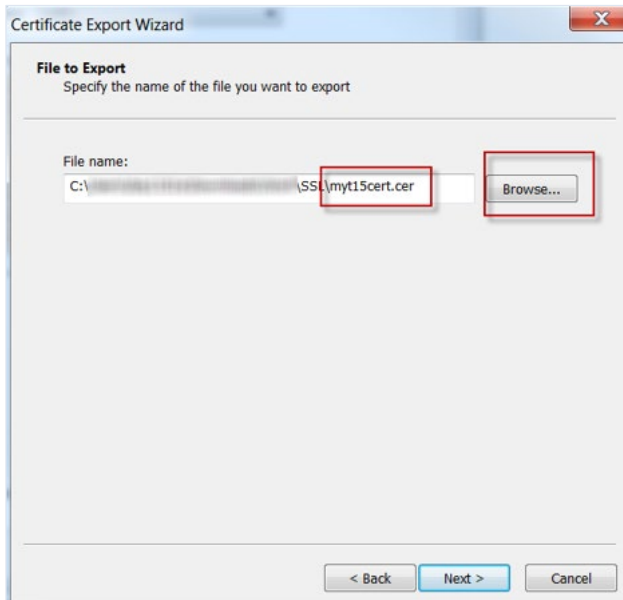 Certificate Export Wizard
File to Export
Specify the name of the file you want to export
File name:
C:\ \SSL\myt15cert.cer
Browse...
< Back Next > Cancel